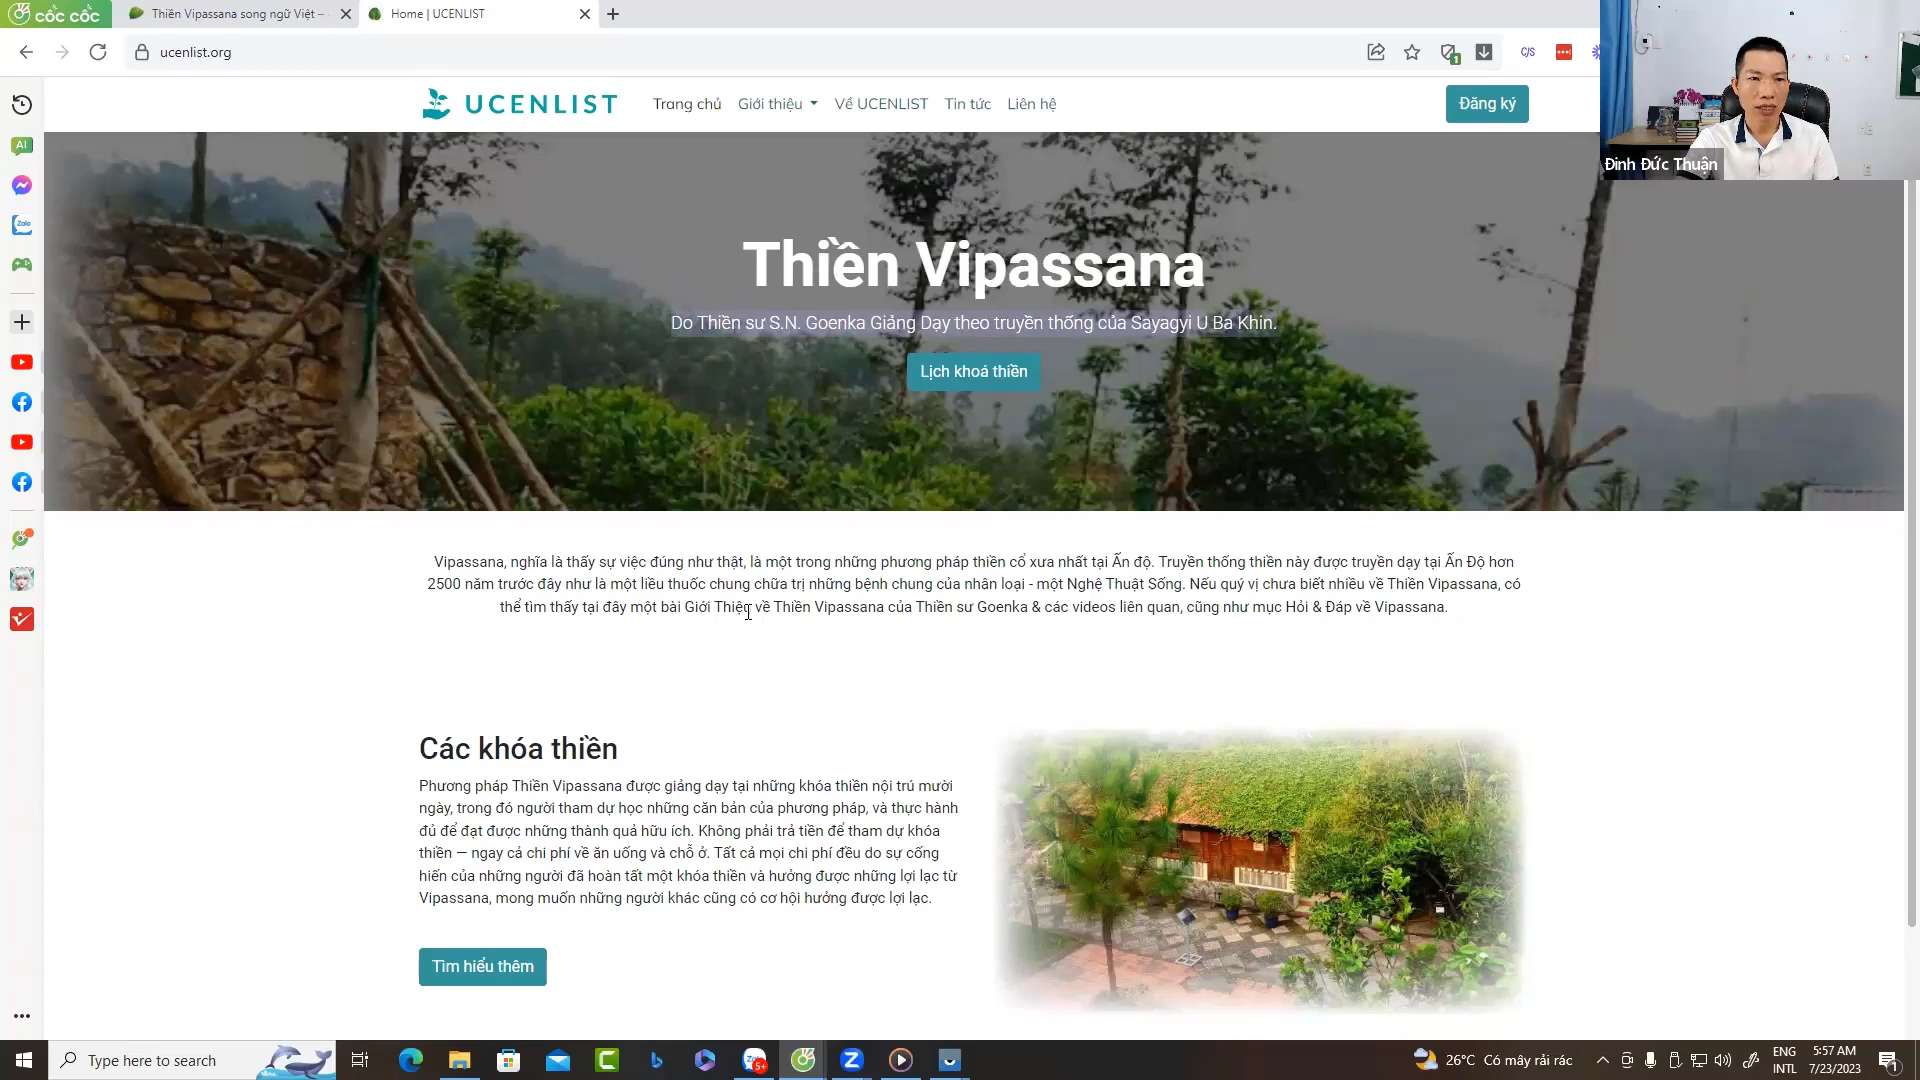 cốc cốc
Thiền Vipassana song ngữ Việt –
Home | UCENLIST
ucenlist.org
1
C/S
UCENLIST
Trang chủ
Giới thiệu
Về UCENLIST
Tin tức
Liên hệ
Đăng ký
Đinh Đức Thuận
AI
Zalo
Thiền Vipassana
Do Thiền sư S.N. Goenka Giảng Dạy theo truyền thống của Sayagyi U Ba Khin.
Lịch khoá thiền
Vipassana, nghĩa là thấy sự việc đúng như thật, là một trong những phương pháp thiền cổ xưa nhất tại Ấn độ. Truyền thống thiền này được truyền dạy tại Ấn Độ hơn
2500 năm trước đây như là một liều thuốc chung chữa trị những bệnh chung của nhân loại - một Nghệ Thuật Sống. Nếu quý vị chưa biết nhiều về Thiền Vipassana, có
thể tìm thấy tại đây một bài Giới Thiệu về Thiền Vipassana của Thiền sư Goenka & các videos liên quan, cũng như mục Hỏi & Đáp về Vipassana.
Các khóa thiền
Phương pháp Thiền Vipassana được giảng dạy tại những khóa thiền nội trú mười
ngày, trong đó người tham dự học những căn bản của phương pháp, và thực hành
đủ để đạt được những thành quả hữu ích. Không phải trả tiền để tham dự khóa
thiền — ngay cả chi phí về ăn uống và chỗ ở. Tất cả mọi chi phí đều do sự cống
hiến của những người đã hoàn tất một khóa thiền và hưởng được những lợi lạc từ
Vipassana, mong muốn những người khác cũng có cơ hội hưởng được lợi lạc.
Tìm hiểu thêm
Type here to search
5+
26°C Có mây rải rác
ENG
INTL
5:57 AM
7/23/2023
1